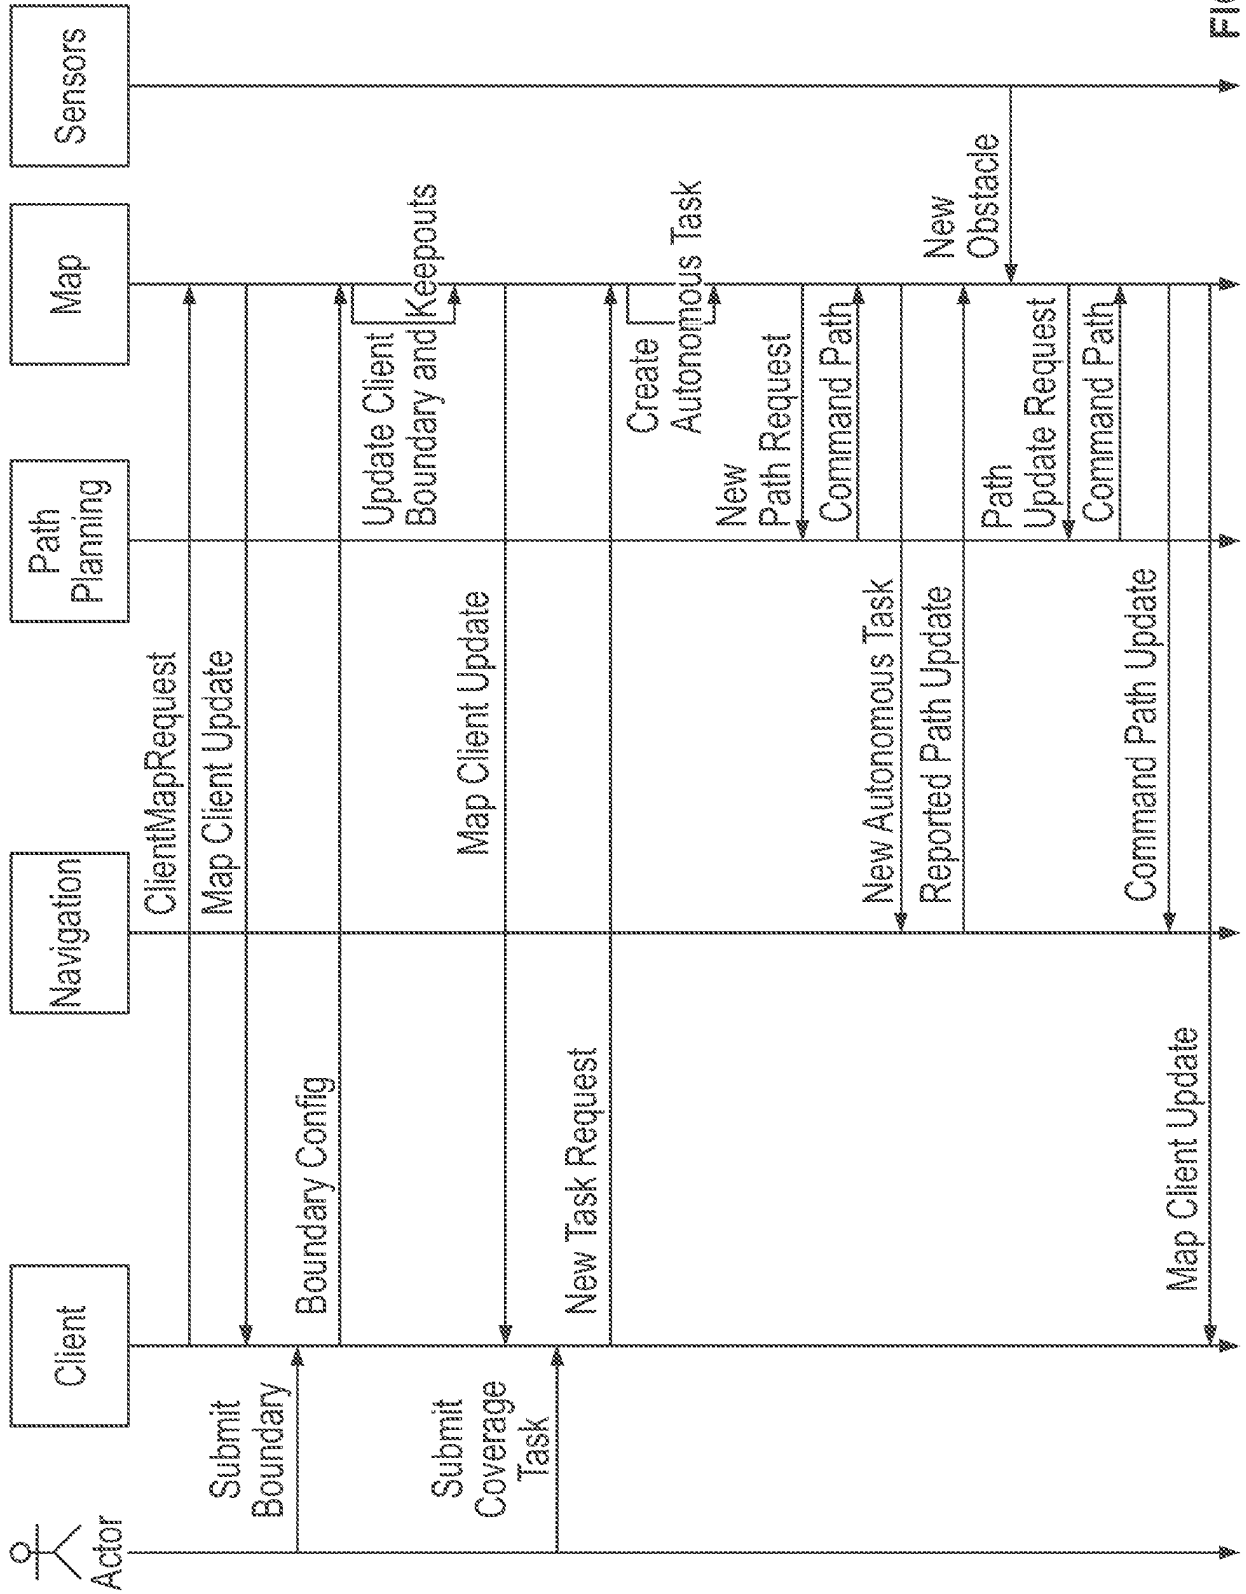 Actor
Client
Navigation
Path
Planning
Map
Sensors
ClientMapRequest
Map Client Update
Submit
Boundary
Boundary Config
Update Client
Boundary and Keepouts
Map Client Update
Submit
Coverage
Task
New Task Request
Create
Autonomous Task
New
Path Request
Command Path
New Autonomous Task
Reported Path Update
New
Obstacle
Path
Update Request
Command Path
Command Path Update
Map Client Update